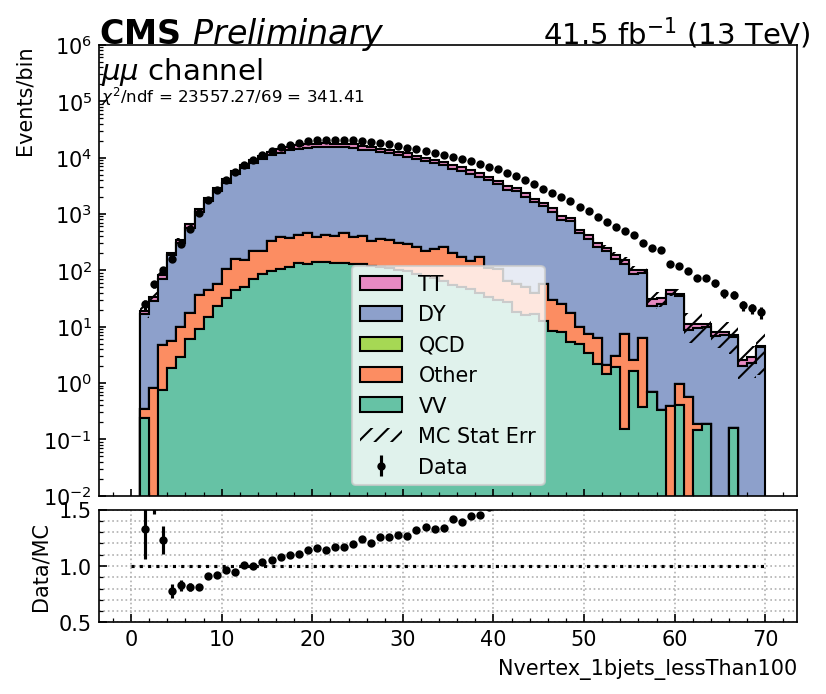 CMS Preliminary
41.5 fb⁻¹ (13 TeV)
μμ channel
χ²/ndf = 23557.27/69 = 341.41
Events/bin
10⁶
10⁵
10⁴
10³
10²
10¹
10⁰
10⁻¹
10⁻²
TT
DY
QCD
Other
VV
MC Stat Err
Data
Data/MC
1.5
1.0
0.5
0 10 20 30 40 50 60 70
Nvertex_1bjets_lessThan100